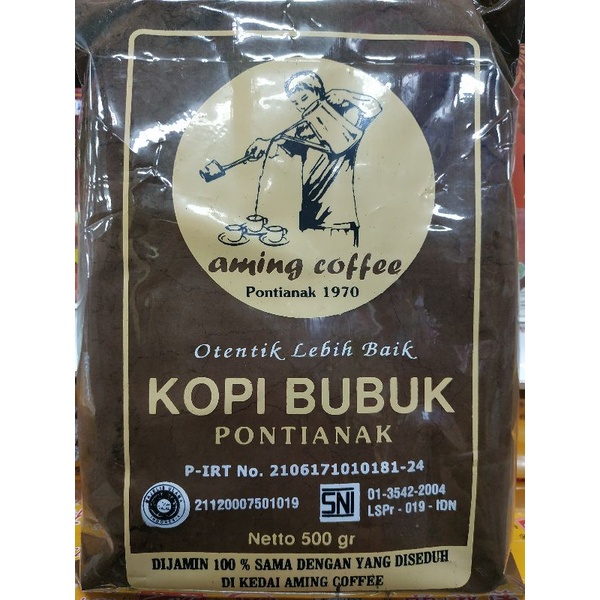 aming coffee
Pontianak 1970
Otentik Lebih Baik
KOPI BUBUK
PONTIANAK
P-IRT No. 2106171010181-24
21120007501019
SNI
01-3542-2004
LSPr - 019 - IDN
Netto 500 gr
DIJAMIN 100 % SAMA DENGAN YANG DISEDUH
DI KEDAI AMING COFFEE